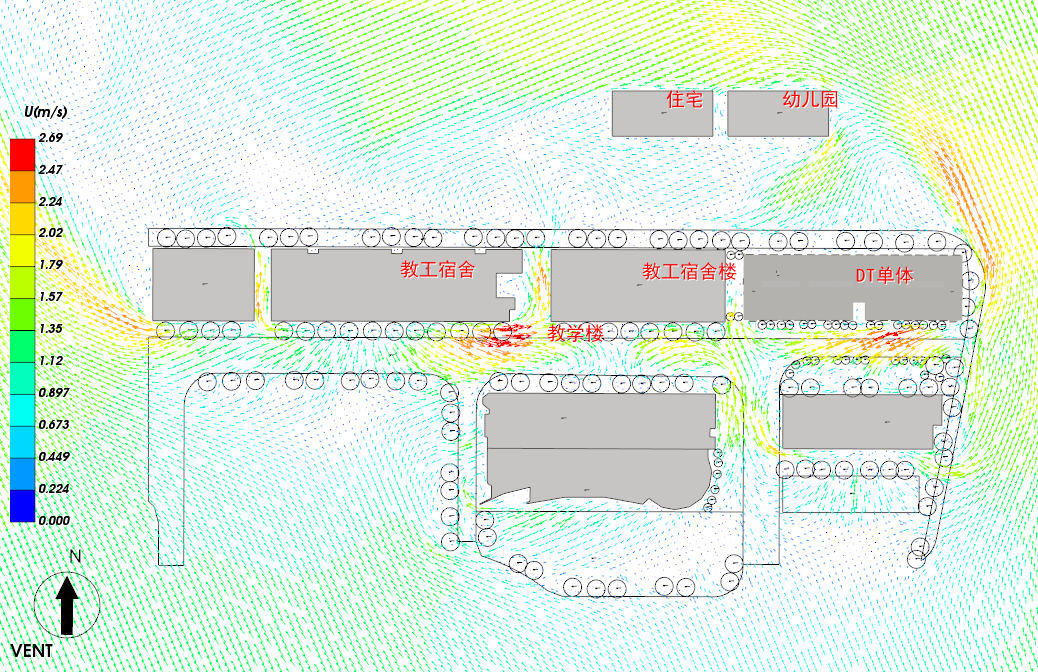 住宅
幼儿园
U(m/s)
2.69
2.47
2.24
2.02
1.79
1.57
1.35
1.12
0.897
0.673
0.449
0.224
0.000
教工宿舍
教工宿舍楼
DT单体
教学楼
N
VENT